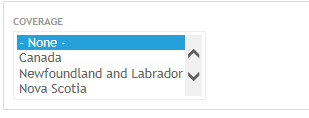 COVERAGE
- None -
Canada
Newfoundland and Labrador
Nova Scotia